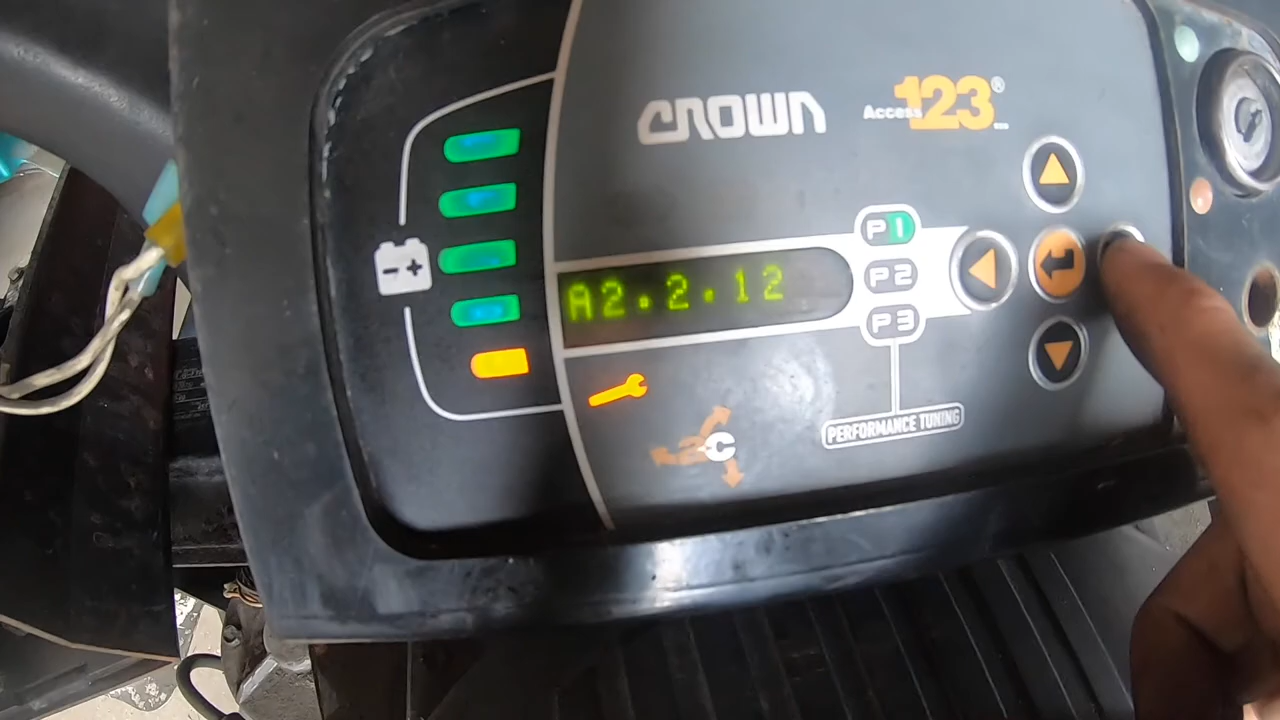 CROWN
Access 123®
P1
A2.2.12
P2
P3
PERFORMANCE TUNING